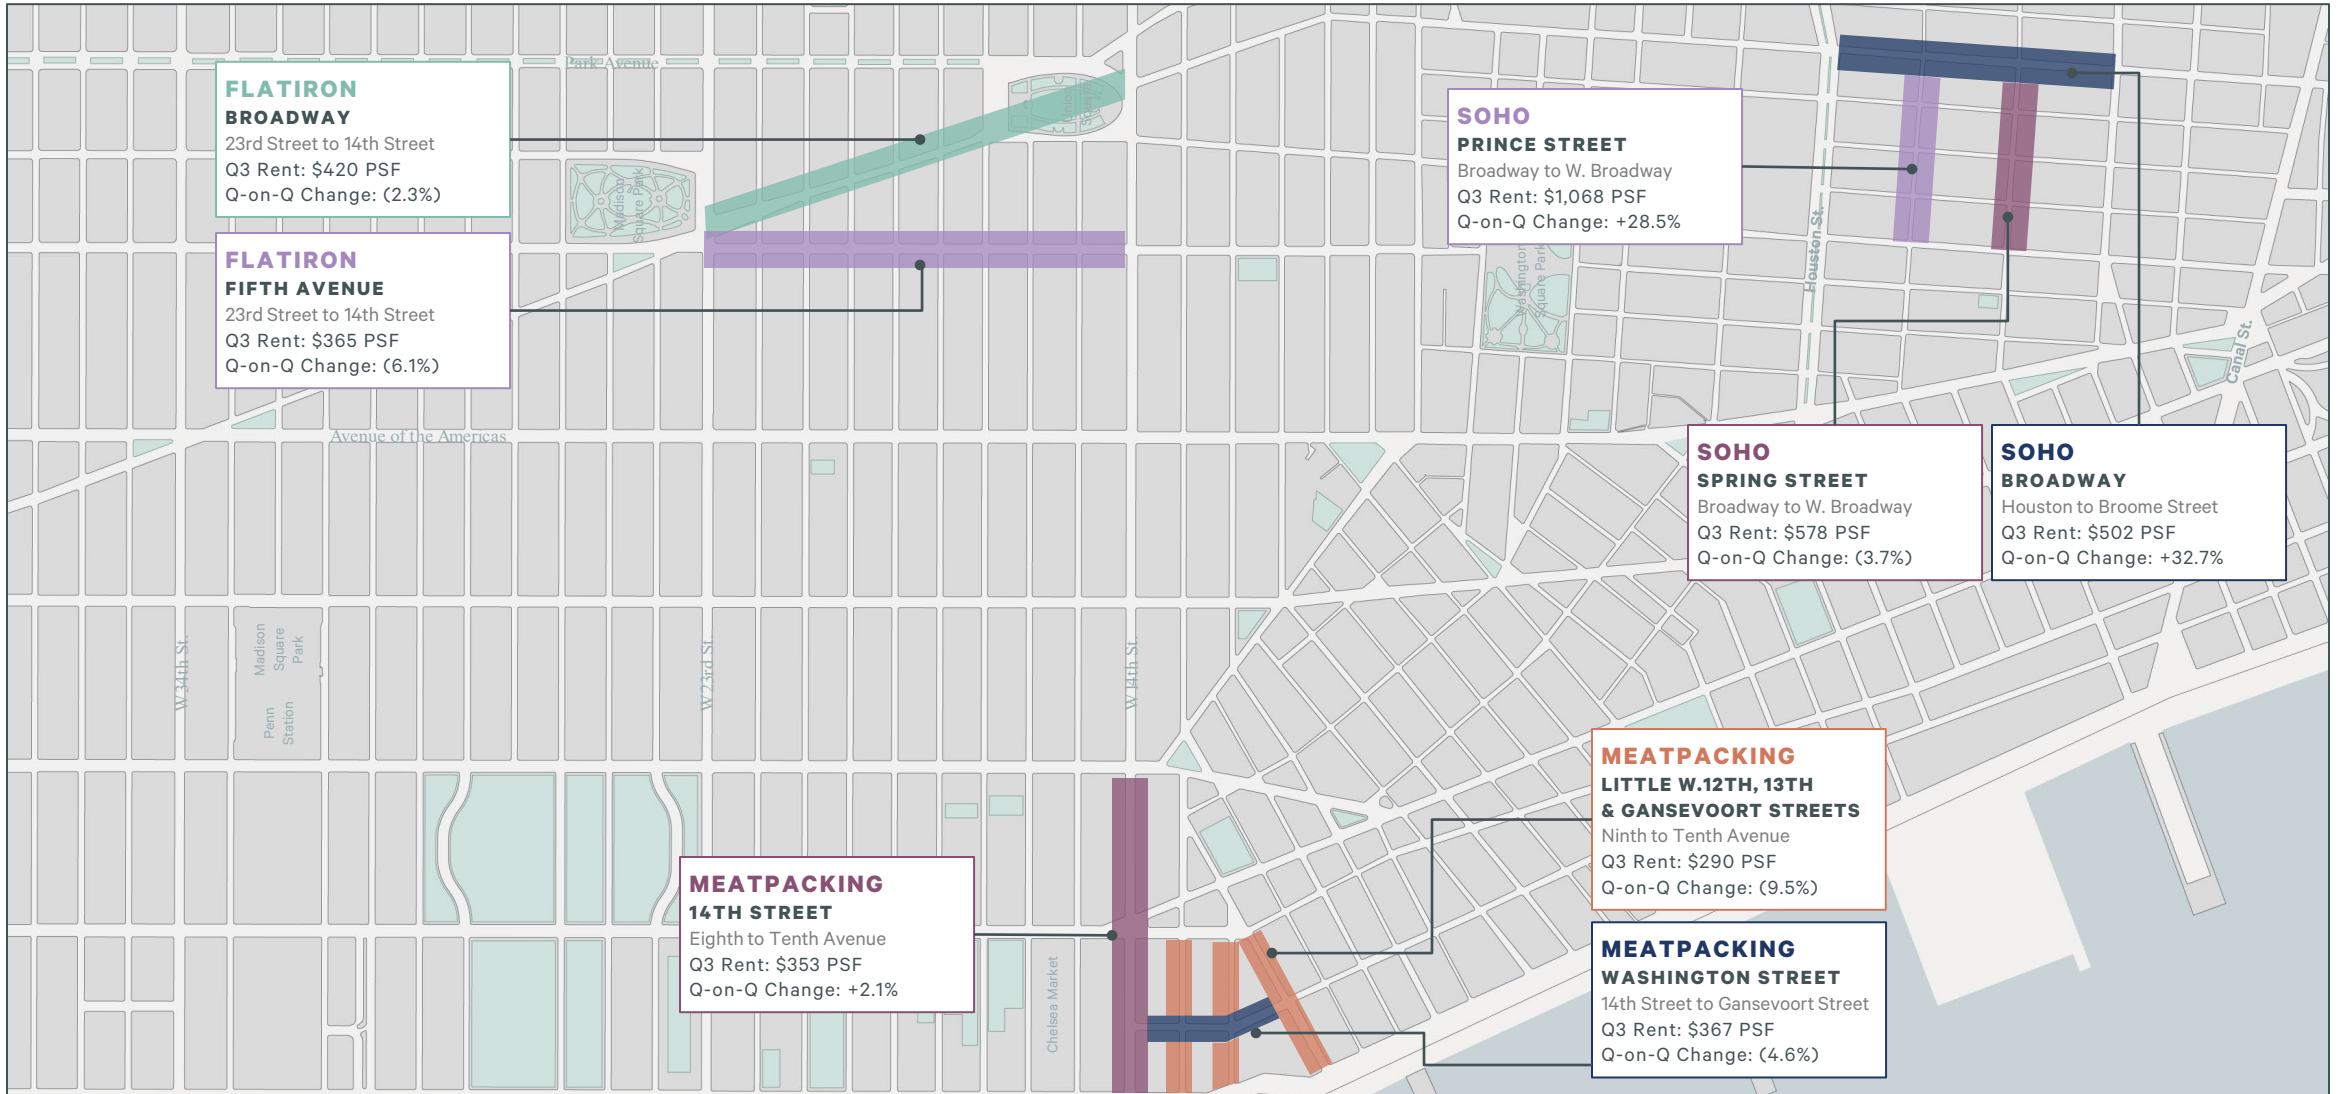 Park Avenue
FLATIRON
BROADWAY
23rd Street to 14th Street
Q3 Rent: $420 PSF
Q-on-Q Change: (2.3%)
Madison
Square Park
Union
Square
FLATIRON
FIFTH AVENUE
23rd Street to 14th Street
Q3 Rent: $365 PSF
Q-on-Q Change: (6.1%)
SOHO
PRINCE STREET
Broadway to W. Broadway
Q3 Rent: $1,068 PSF
Q-on-Q Change: +28.5%
Washington
Square Park
Houston St.
Canal St.
Avenue of the Americas
SOHO
SPRING STREET
Broadway to W. Broadway
Q3 Rent: $578 PSF
Q-on-Q Change: (3.7%)
SOHO
BROADWAY
Houston to Broome Street
Q3 Rent: $502 PSF
Q-on-Q Change: +32.7%
W 34th St.
Madison
Square
Park
Penn
Station
W 23rd St.
W 14th St.
MEATPACKING
LITTLE W.12TH, 13TH
& GANSEVOORT STREETS
Ninth to Tenth Avenue
Q3 Rent: $290 PSF
Q-on-Q Change: (9.5%)
MEATPACKING
14TH STREET
Eighth to Tenth Avenue
Q3 Rent: $353 PSF
Q-on-Q Change: +2.1%
Chelsea Market
MEATPACKING
WASHINGTON STREET
14th Street to Gansevoort Street
Q3 Rent: $367 PSF
Q-on-Q Change: (4.6%)